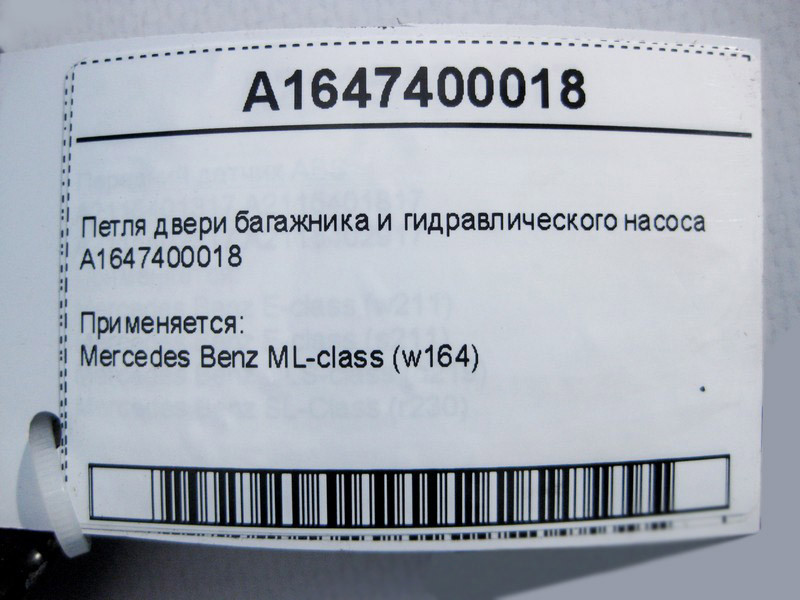 A1647400018
Петля двери багажника и гидравлического насоса
A1647400018
Применяется:
Mercedes Benz ML-class (w164)